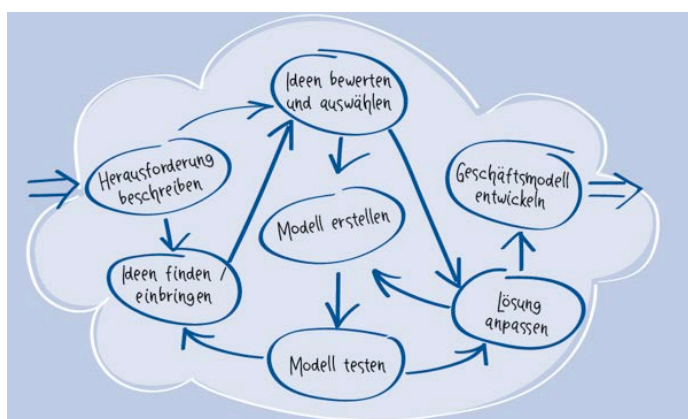 Ideen bewerten
und auswählen
Herausforderung
beschreiben
Geschäftsmodell
entwickeln
Modell erstellen
Ideen finden /
einbringen
Lösung
anpassen
Modell testen